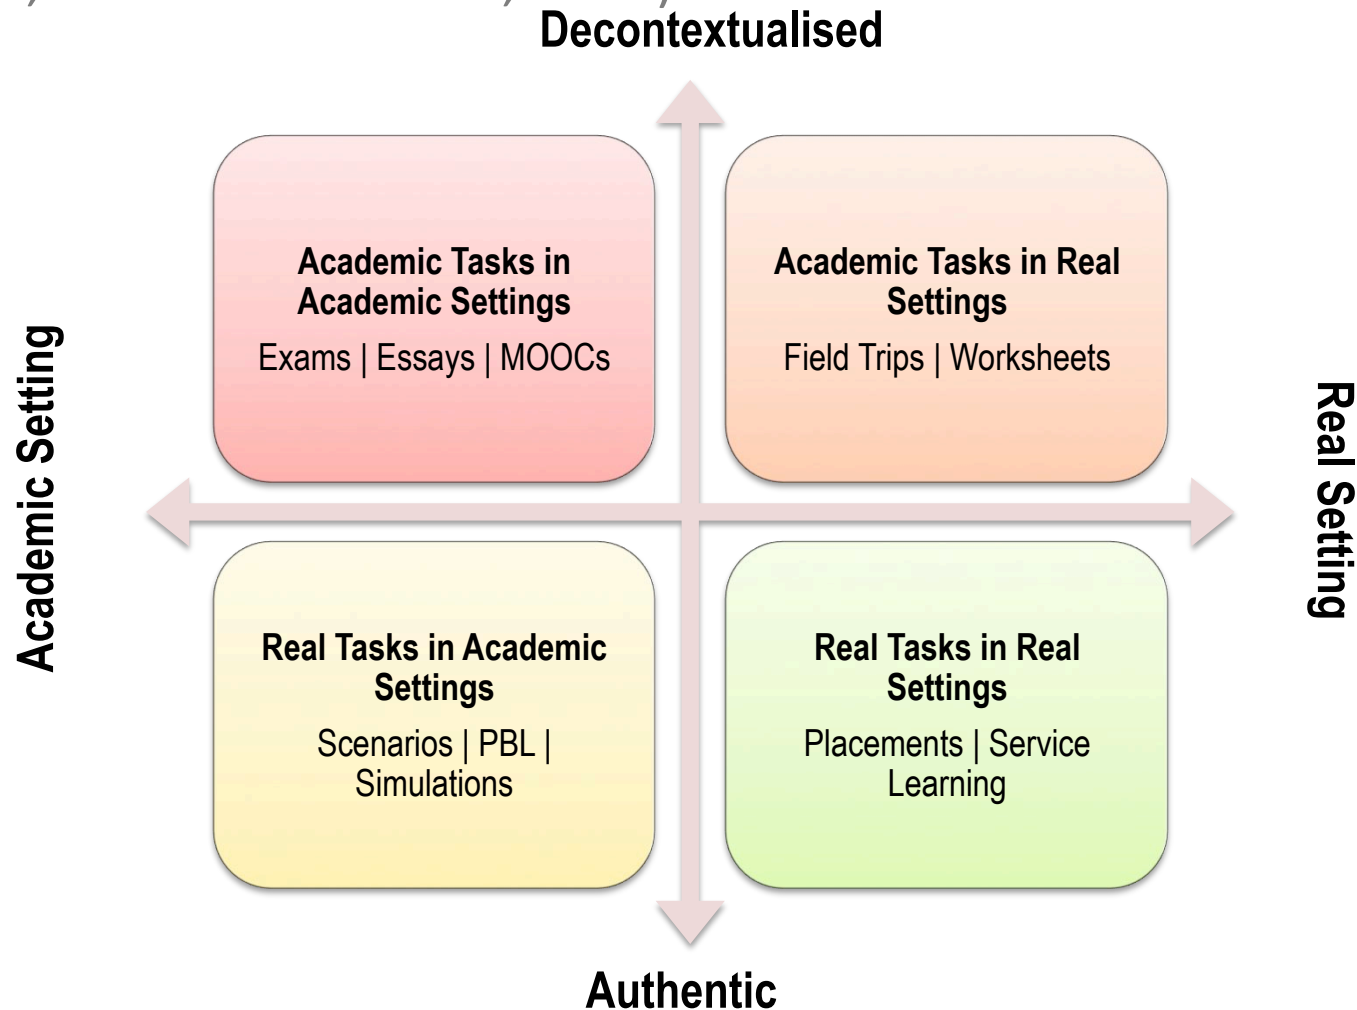 Decontextualised
Academic Tasks in
Academic Settings
Exams | Essays | MOOCs
Academic Tasks in Real
Settings
Field Trips | Worksheets
Academic Setting
Real Setting
Real Tasks in Academic
Settings
Scenarios | PBL |
Simulations
Real Tasks in Real
Settings
Placements | Service
Learning
Authentic